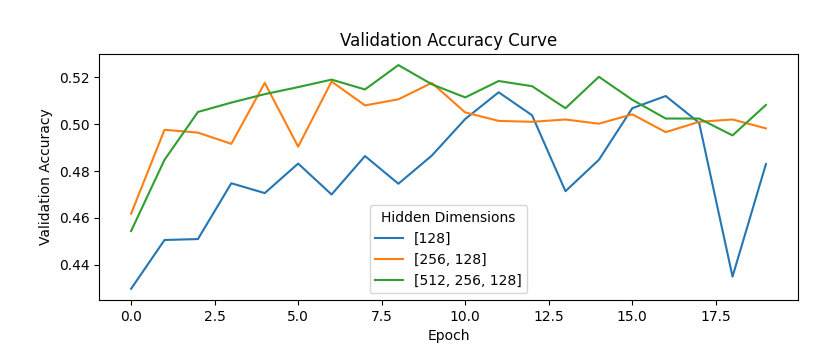 Validation Accuracy Curve
Validation Accuracy
0.52
0.50
0.48
0.46
0.44
Hidden Dimensions
[128]
[256, 128]
[512, 256, 128]
0.0 2.5 5.0 7.5 10.0 12.5 15.0 17.5
Epoch